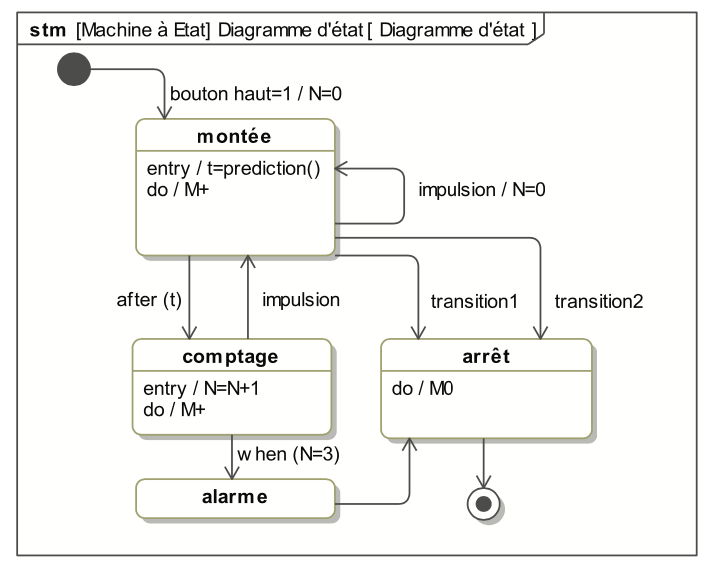 stm [Machine à Etat] Diagramme d'état [ Diagramme d'état ]
bouton haut=1 / N=0
montée
entry / t=prediction()
do / M+
impulsion / N=0
after (t)
impulsion
transition1
transition2
comptage
entry / N=N+1
do / M+
arrêt
do / M0
when (N=3)
alarme